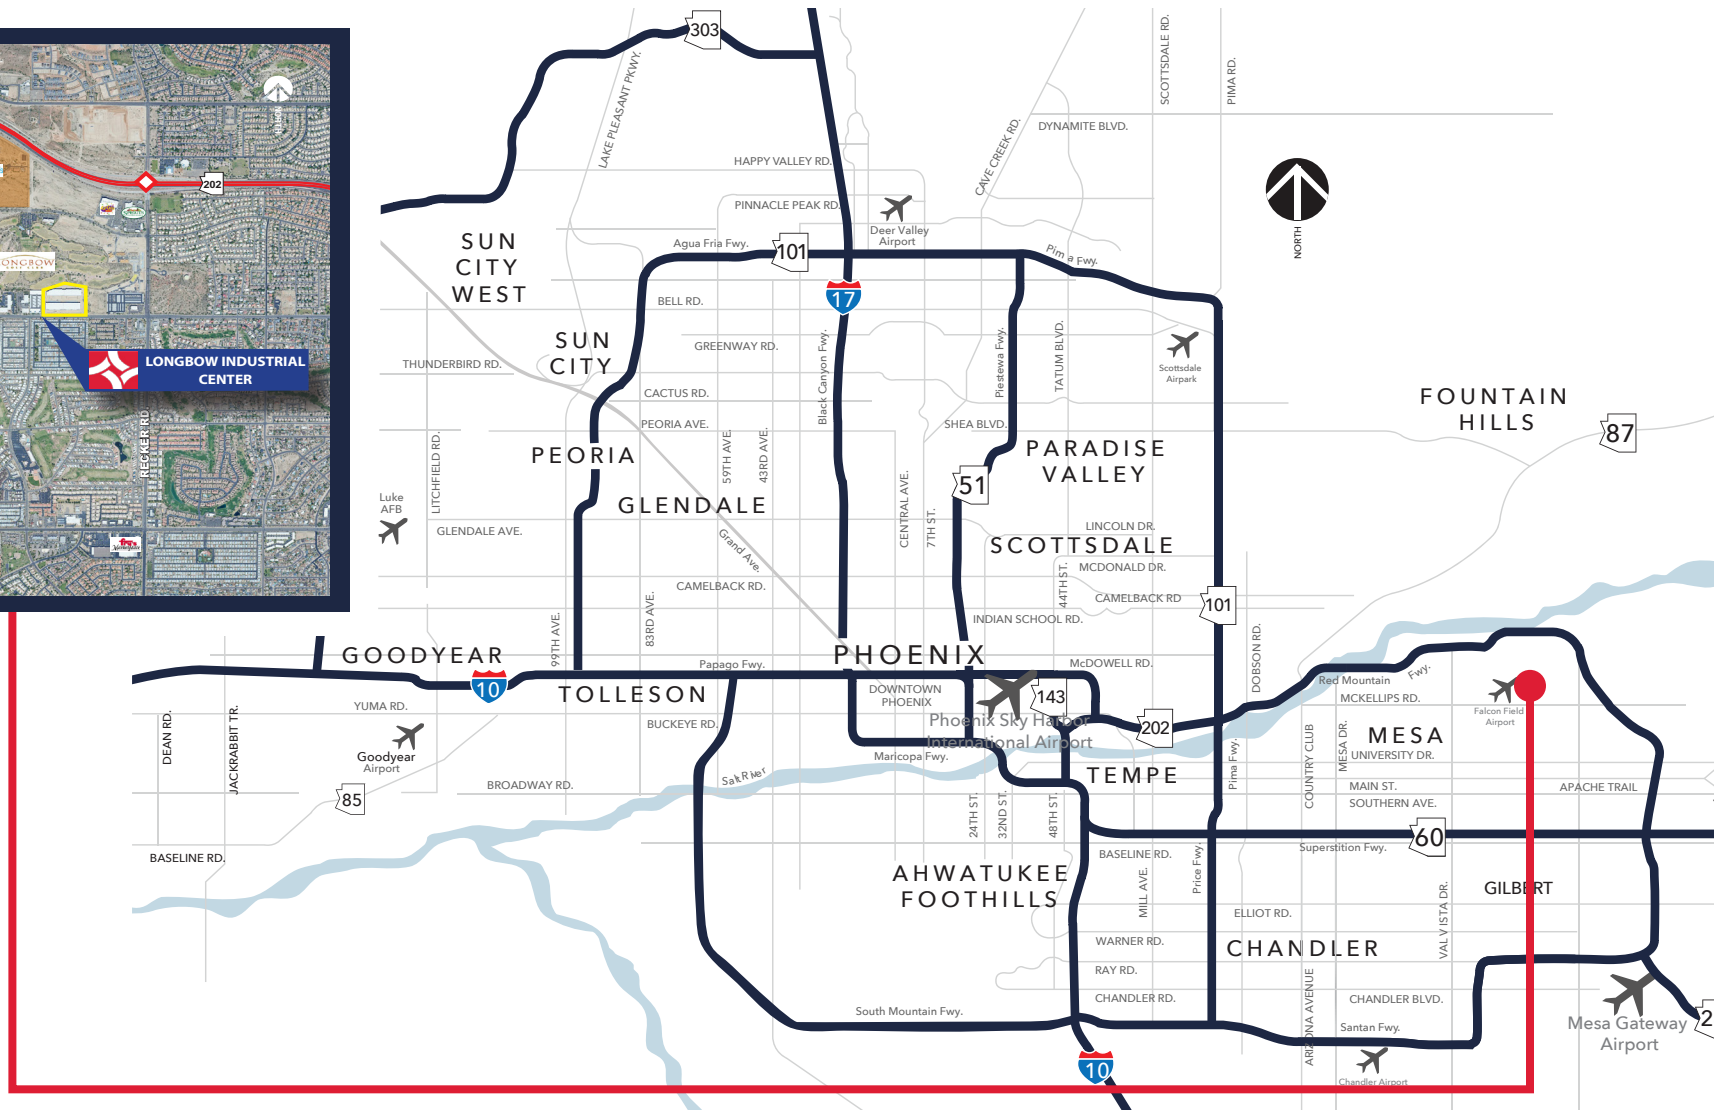 303
SCOTTSDALE RD.
PIMA RD.
LAKE PLEASANT PKWY.
CAVE CREEK RD.
DYNAMITE BLVD.
HAPPY VALLEY RD.
PINNACLE PEAK RD.
Deer Valley
Airport
NORTH
NORTH
202
LONGBOW
LONGBOW INDUSTRIAL
CENTER
RECKER RD
SUN
CITY
WEST
Agua Fria Fwy.
101
Pima Fwy.
17
BELL RD.
SUN
CITY
GREENWAY RD.
THUNDERBIRD RD.
Black Canyon Fwy.
Piestewa Fwy.
TATUM BLVD.
Scottsdale
Airpark
CACTUS RD.
PEORIA AVE.
SHEA BLVD.
FOUNTAIN
HILLS
87
PEORIA
LITCHFIELD RD.
59TH AVE.
43RD AVE.
PARADISE
VALLEY
51
GLENDALE
CENTRAL AVE.
7TH ST.
Luke
AFB
GLENDALE AVE.
Grand Ave.
LINCOLN DR.
SCOTTSDALE
MCDONALD DR.
44TH ST.
CAMELBACK RD.
CAMELBACK RD
101
INDIAN SCHOOL RD.
99TH AVE.
83RD AVE.
DOBSON RD.
GOODYEAR
PHOENIX
Papago Fwy.
McDOWELL RD.
10
TOLLESON
DOWNTOWN
PHOENIX
143
Red Mountain Fwy.
MCKELLIPS RD.
Falcon Field
Airport
YUMA RD.
BUCKEYE RD.
Phoenix Sky Harbor
International Airport
202
DEAN RD.
JACKRABBIT TR.
Goodyear
Airport
Maricopa Fwy.
Pima Fwy.
COUNTRY CLUB
MESA DR.
MESA
UNIVERSITY DR.
Salt River
TEMPE
BROADWAY RD.
85
MAIN ST.
APACHE TRAIL
SOUTHERN AVE.
24TH ST.
32ND ST.
48TH ST.
60
Superstition Fwy.
BASELINE RD.
BASELINE RD.
Price Fwy.
MILL AVE.
AHWATUKEE
FOOTHILLS
GILBERT
VAL VISTA DR.
ELLIOT RD.
WARNER RD.
CHANDLER
RAY RD.
CHANDLER RD.
ARIZONA AVENUE
CHANDLER BLVD.
South Mountain Fwy.
Santan Fwy.
Mesa Gateway
Airport
2
10
Chandler Airport